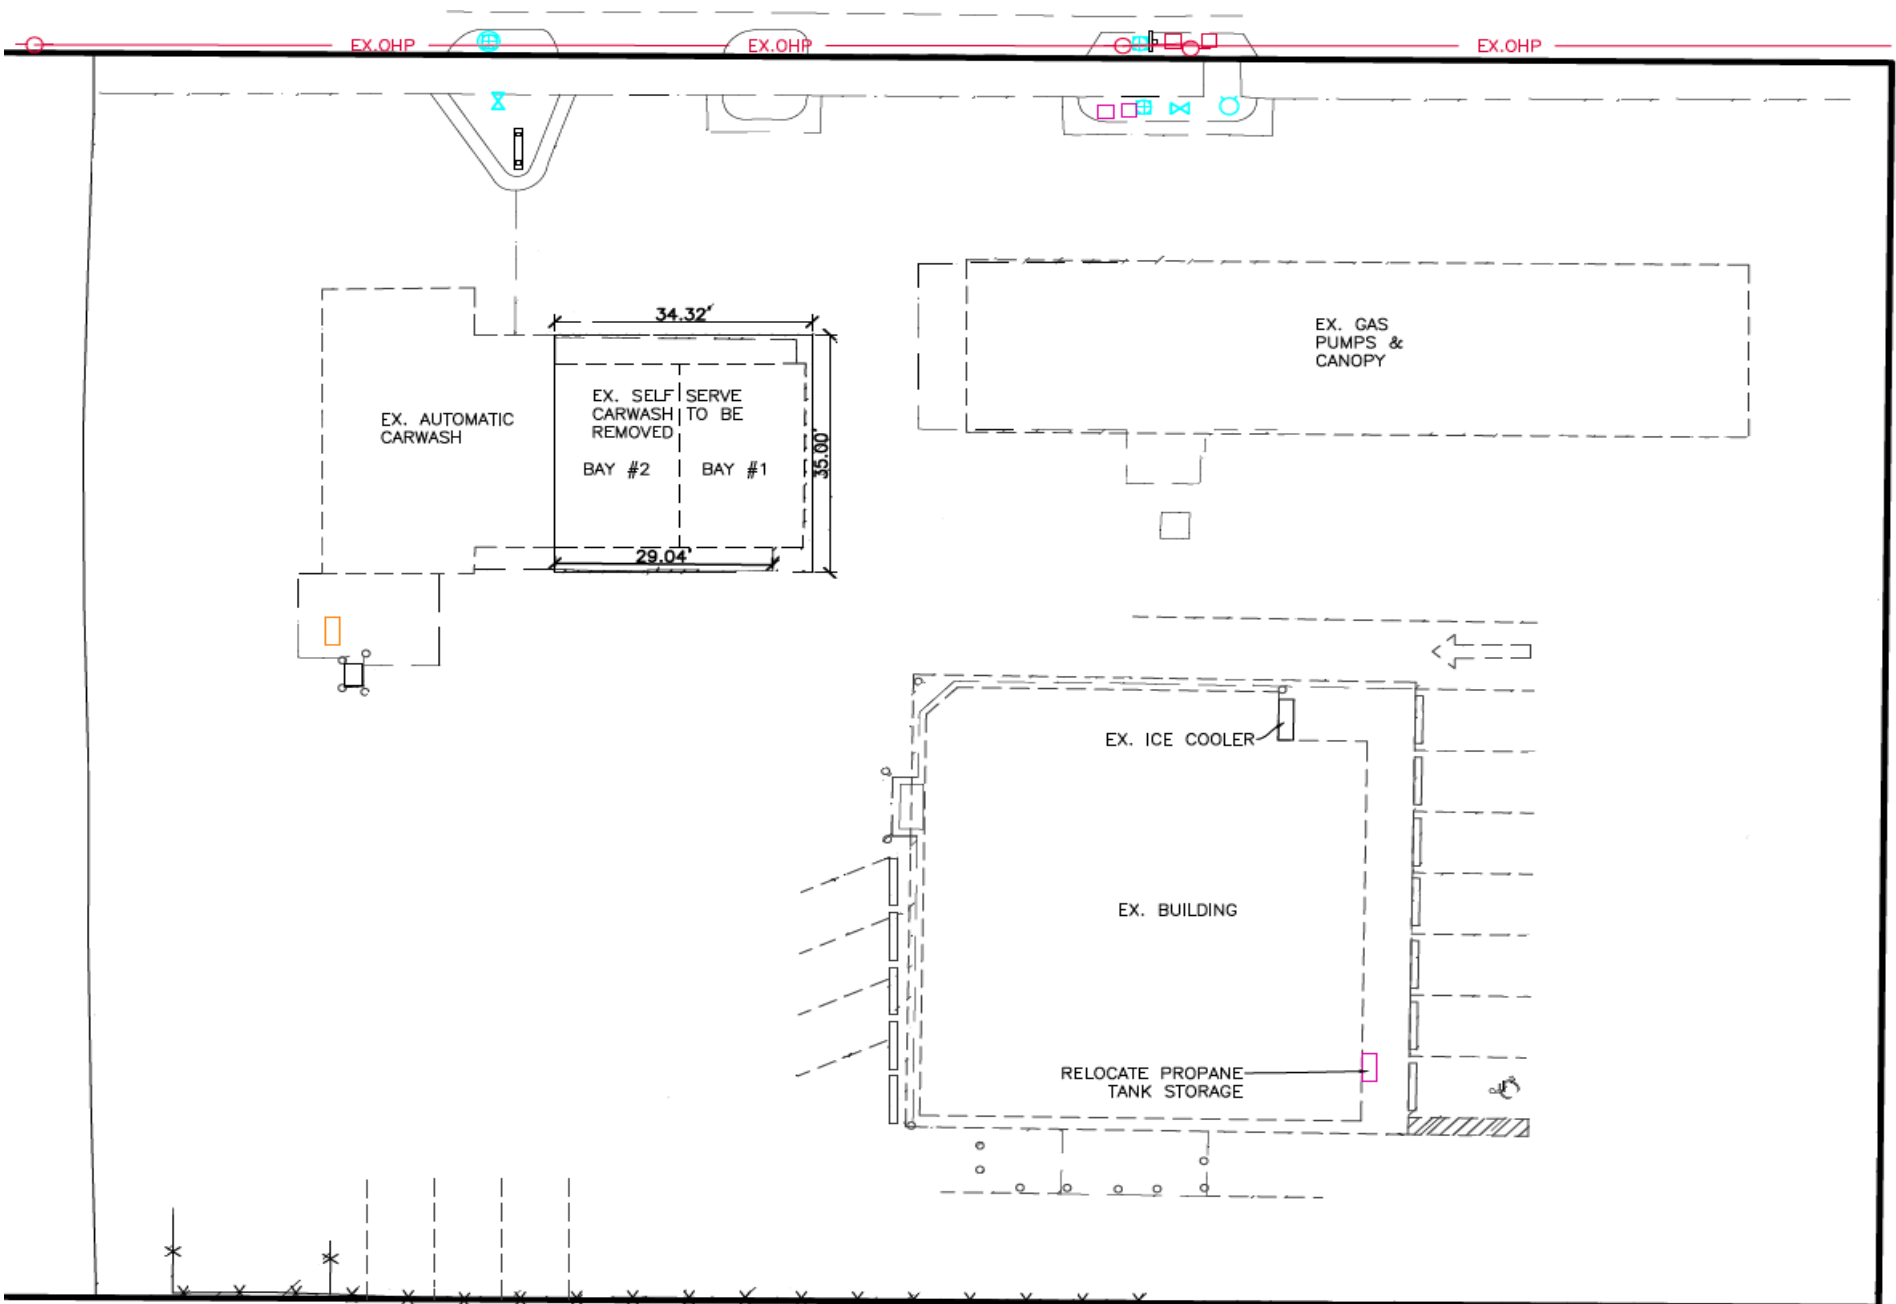 EX.OHP
EX.OHP
EX.OHP
34.32'
EX. GAS
PUMPS &
CANOPY
EX. SELF SERVE
CARWASH TO BE
REMOVED
EX. AUTOMATIC
CARWASH
35.00'
BAY #2
BAY #1
29.04'
EX. ICE COOLER
EX. BUILDING
RELOCATE PROPANE
TANK STORAGE